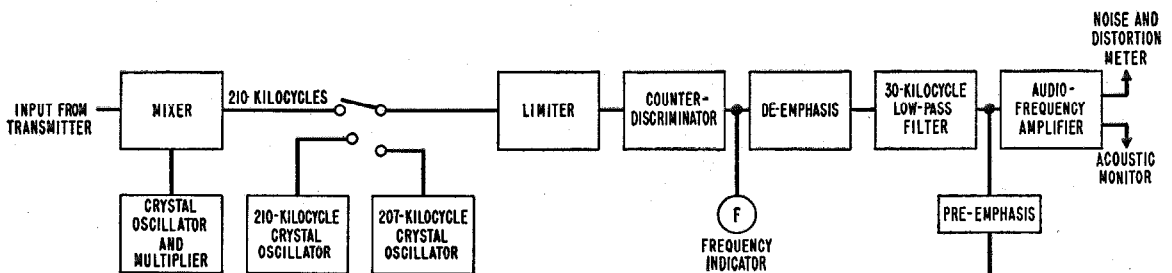 NOISE AND
DISTORTION
METER
INPUT FROM
TRANSMITTER
MIXER
210-KILOCYCLES
LIMITER
COUNTER-
DISCRIMINATOR
DE-EMPHASIS
30-KILOCYCLE
LOW-PASS
FILTER
AUDIO-
FREQUENCY
AMPLIFIER
ACOUSTIC
MONITOR
CRYSTAL
OSCILLATOR
AND
MULTIPLIER
210-KILOCYCLE
CRYSTAL
OSCILLATOR
207-KILOCYCLE
CRYSTAL
OSCILLATOR
F
FREQUENCY
INDICATOR
PRE-EMPHASIS